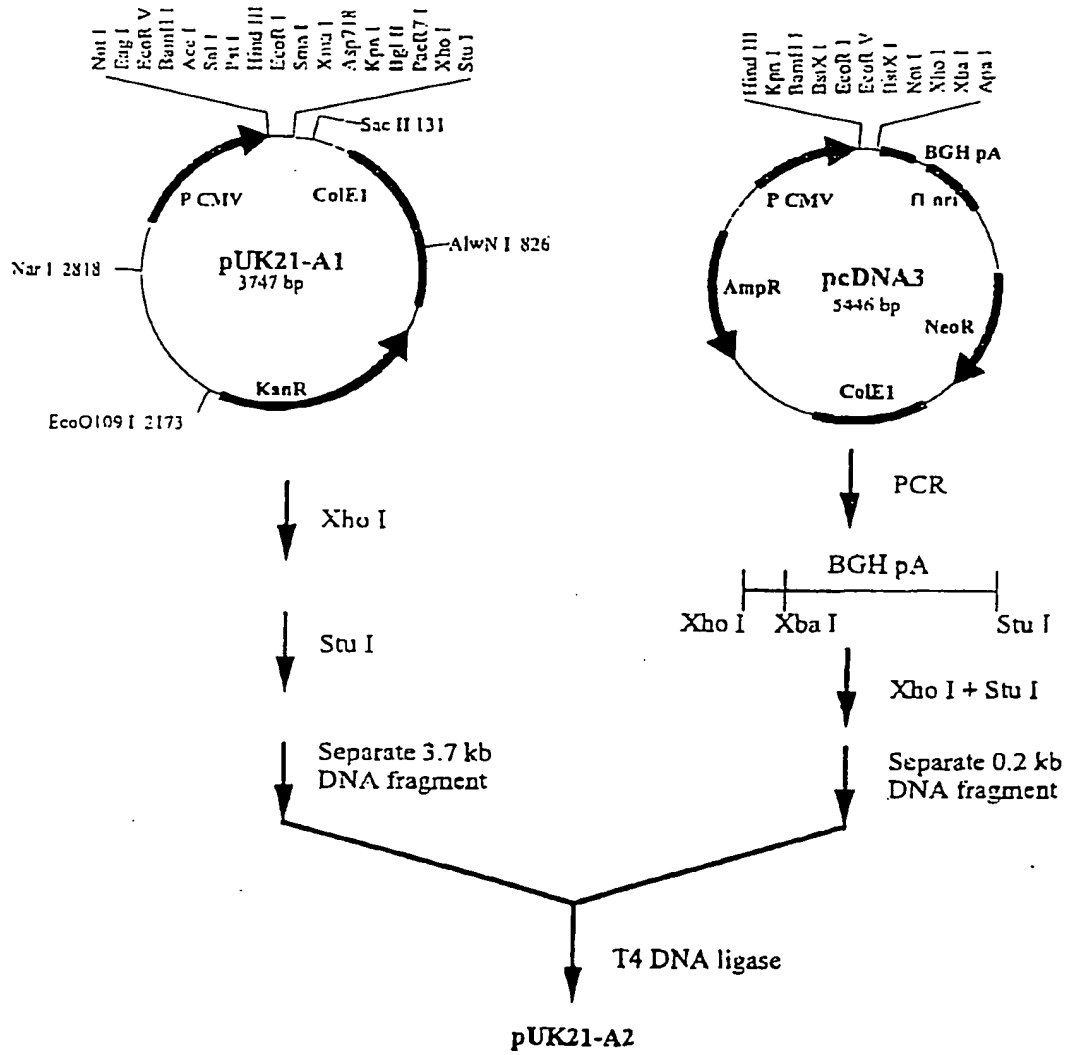 Not I
Eag I
EcoR V
BamH I
Acc I
Sal I
Pst I
Hind III
EcoR I
Sma I
Xma I
Asp718
Kpn I
Bgl II
PaeR7 I
Xho I
Stu I
Sac II 131
P CMV
ColE1
AlwN I 826
Nar I 2818
pUK21-A1
3747 bp
KanR
EcoO109 I 2173
Hind III
Kpn I
BamH I
BstX I
EcoR I
EcoR V
BstX I
Not I
Xho I
Xba I
Apa I
BGH pA
P CMV
f1 ori
AmpR
pcDNA3
5446 bp
NeoR
ColE1
Xho I
Stu I
Separate 3.7 kb
DNA fragment
PCR
BGH pA
Xho I
Xba I
Stu I
Xho I + Stu I
Separate 0.2 kb
DNA fragment
T4 DNA ligase
pUK21-A2